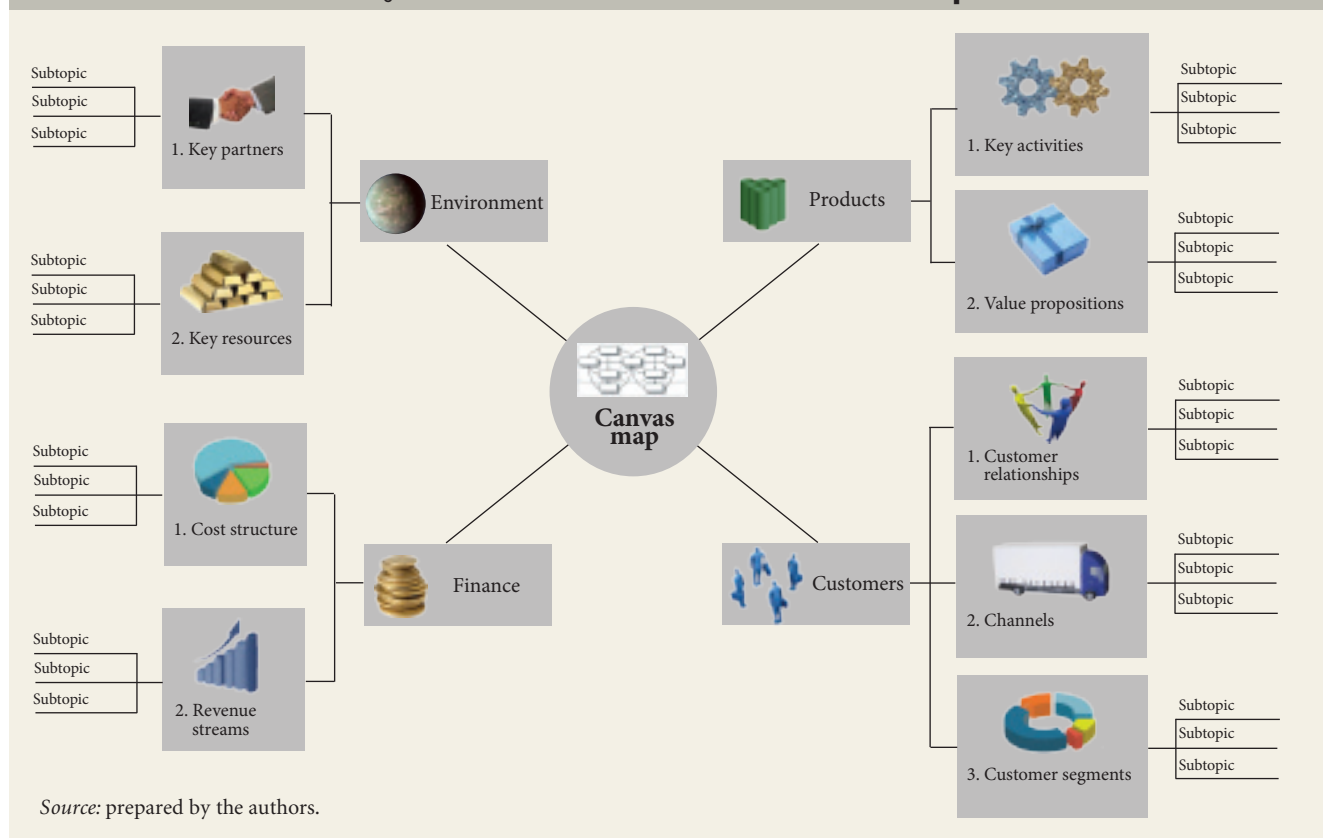 Subtopic
Subtopic
Subtopic
1. Key partners
Subtopic
Subtopic
Subtopic
2. Key resources
Environment
Subtopic
Subtopic
Subtopic
1. Cost structure
Subtopic
Subtopic
Subtopic
2. Revenue
streams
Finance
Canvas
map
Products
1. Key activities
Subtopic
Subtopic
Subtopic
2. Value propositions
Subtopic
Subtopic
Subtopic
Customers
1. Customer
relationships
Subtopic
Subtopic
Subtopic
2. Channels
Subtopic
Subtopic
Subtopic
3. Customer segments
Subtopic
Subtopic
Subtopic
Source: prepared by the authors.